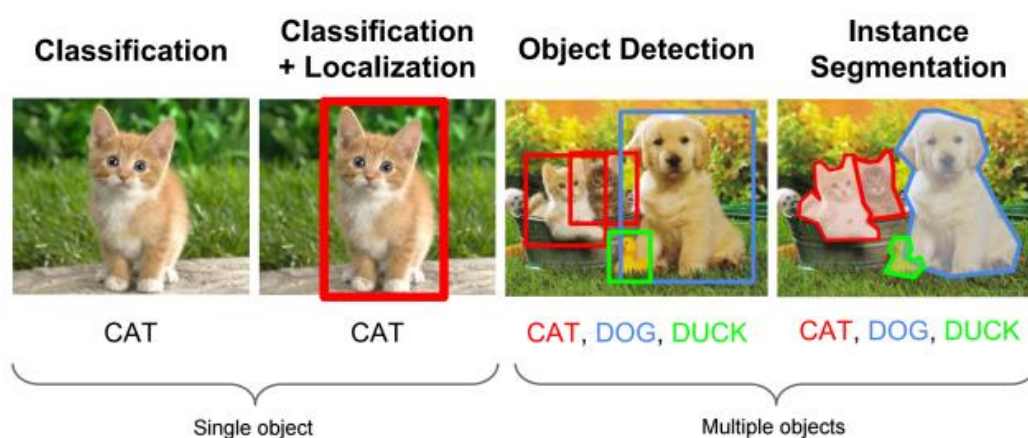 Classification
Classification
+ Localization
Object Detection
Instance
Segmentation
CAT
CAT
CAT, DOG, DUCK
CAT, DOG, DUCK
Single object
Multiple objects